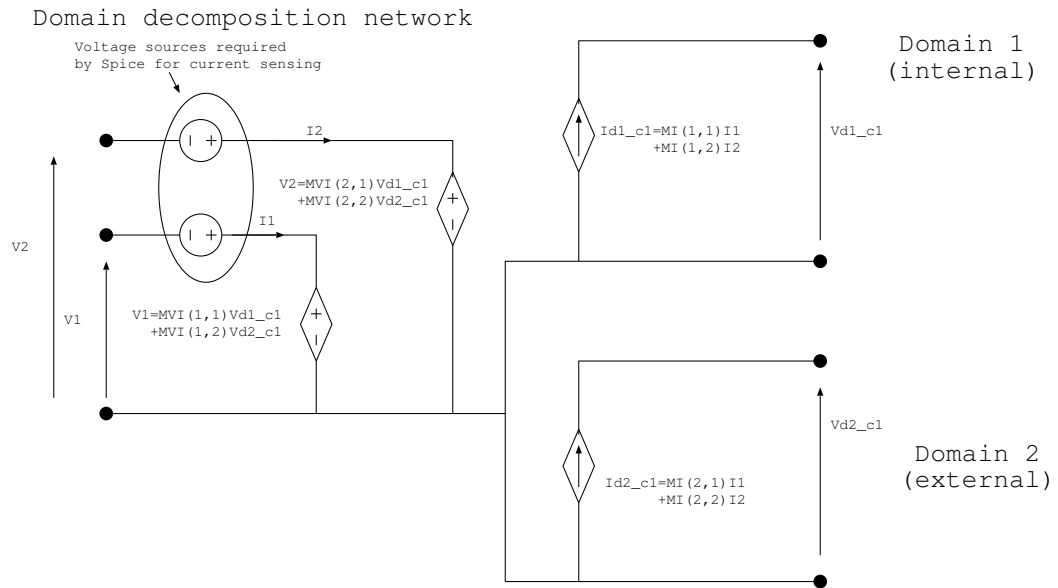 Domain decomposition network
Voltage sources required
by Spice for current sensing
Domain 1
(internal)
I2
Id1_c1=MI(1,1)I1
+MI(1,2)I2
Vd1_c1
V2=MVI(2,1)Vd1_c1
+MVI(2,2)Vd2_c1
I1
V2
V1
V1=MVI(1,1)Vd1_c1
+MVI(1,2)Vd2_c1
Vd2_c1
Domain 2
(external)
Id2_c1=MI(2,1)I1
+MI(2,2)I2